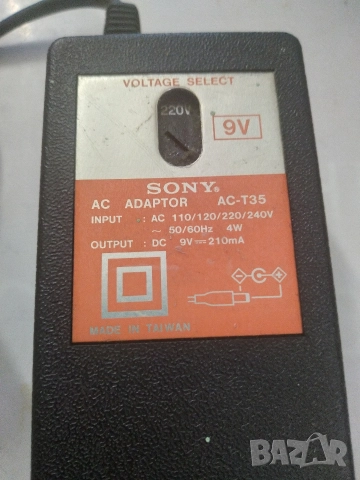 VOLTAGE SELECT
220V
9V
SONY®
AC ADAPTOR AC-T35
INPUT : AC 110/120/220/240V
~ 50/60Hz 4W
OUTPUT : DC 9V⎓210mA
MADE IN TAIWAN
BAZAR
bg